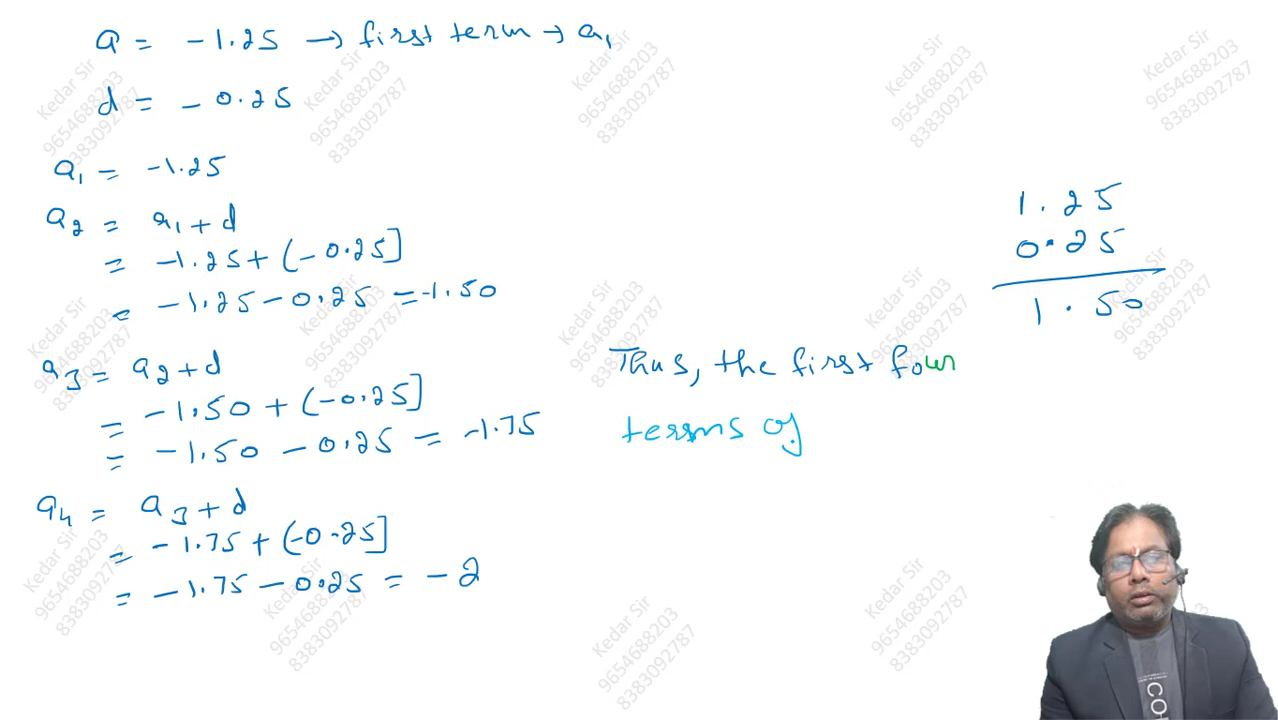 a = -1.25 → first term → a₁
d = -0.25
a₁ = -1.25
a₂ = a₁ + d
= -1.25 + (-0.25]
= -1.25 - 0.25 = -1.50
a₃ = a₂ + d
= -1.50 + (-0.25]
= -1.50 - 0.25 = -1.75
a₄ = a₃ + d
= -1.75 + (-0.25]
= -1.75 - 0.25 = -2
1.25
0.25
1.50
Thus, the first four
terms of
Kedar Sir
9654688203
8383092787
CO